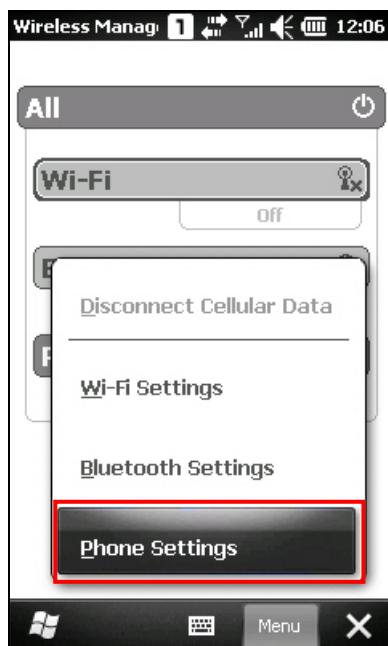 Wireless Manag 1 12:06
All
Wi-Fi
Off
Disconnect Cellular Data
Wi-Fi Settings
Bluetooth Settings
Phone Settings
Menu